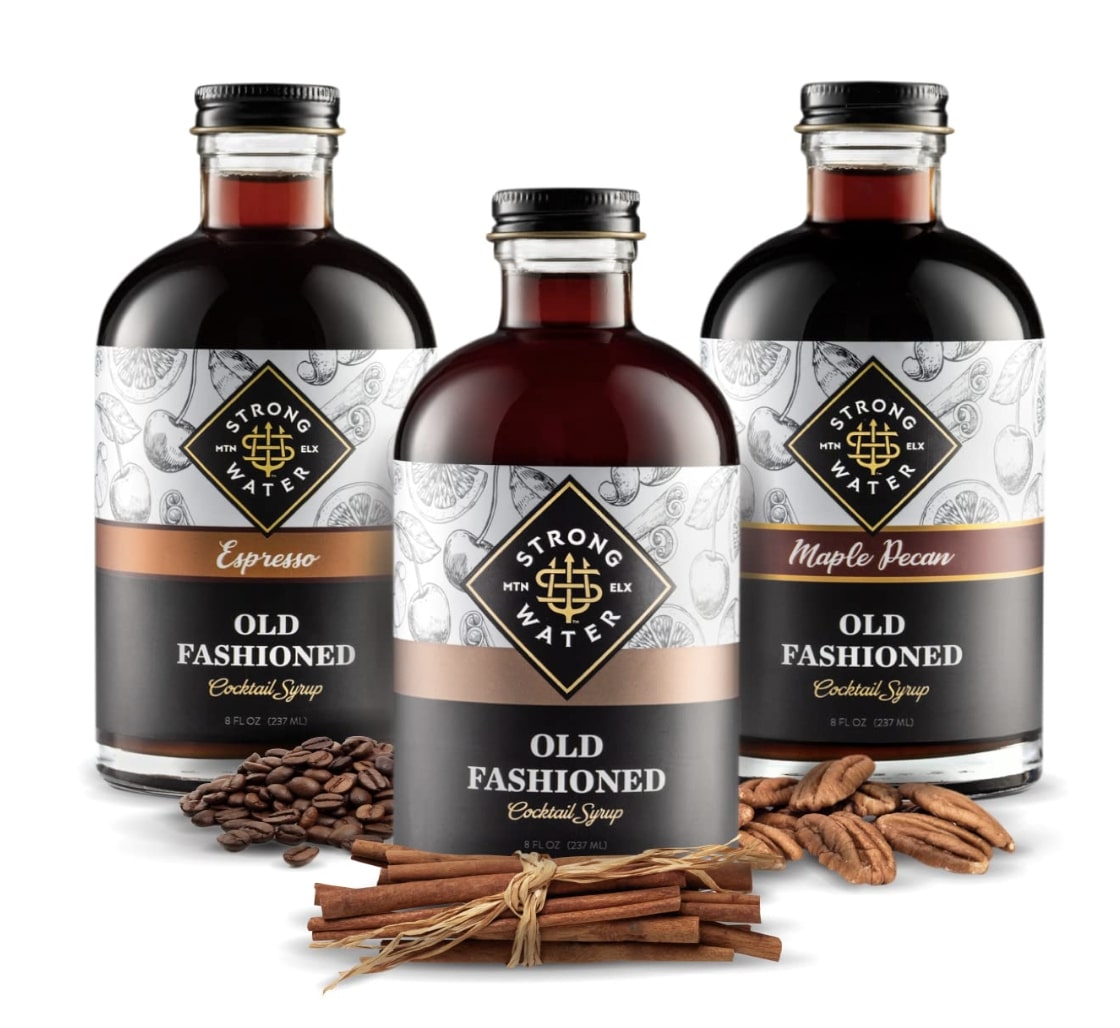 STRONG
MTN ELX
WATER
Espresso
OLD
FASHIONED
Cocktail Syrup
8 FL OZ (237 ML)
STRONG
MTN ELX
WATER
™
OLD
FASHIONED
Cocktail Syrup
8 FL OZ (237 ML)
STRONG
MTN ELX
WATER
Maple Pecan
OLD
FASHIONED
Cocktail Syrup
8 FL OZ (237 ML)